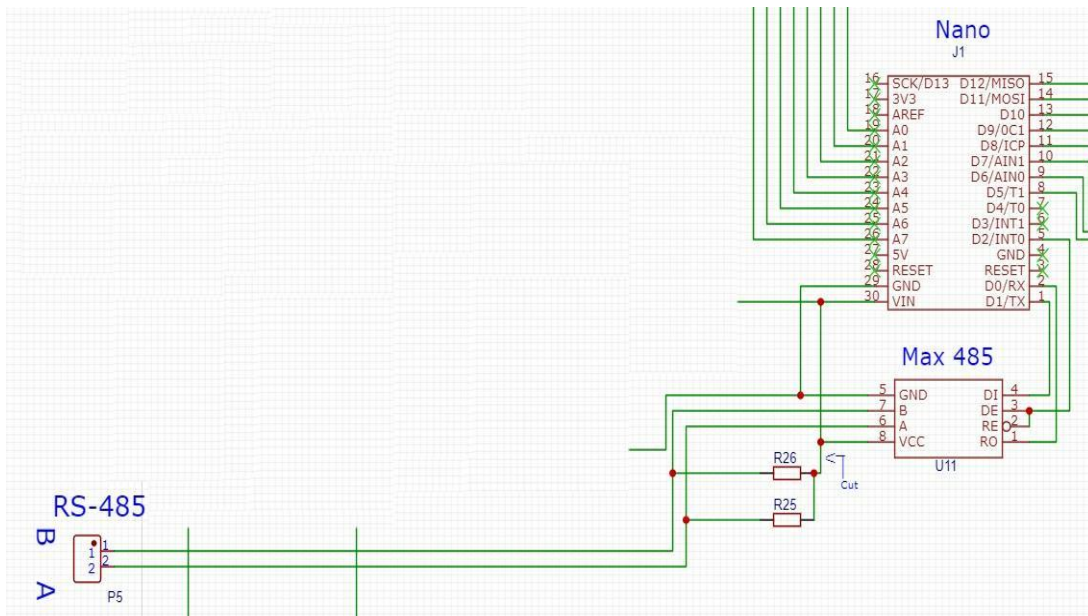 Nano
J1
16 SCK/D13 D12/MISO 15
17 3V3 D11/MOSI 14
18 AREF D10 13
19 A0 D9/0C1 12
20 A1 D8/ICP 11
21 A2 D7/AIN1 10
22 A3 D6/AIN0 9
23 A4 D5/T1 8
24 A5 D4/T0 7
25 A6 D3/INT1 6
26 A7 D2/INT0 5
27 5V GND 4
28 RESET RESET 3
29 GND D0/RX 2
30 VIN D1/TX 1
Max 485
5 GND DI 4
7 B DE 3
6 A RE 2
8 VCC RO 1
U11
R26
Cut
R25
RS-485
B
1 1
2 2
A
P5